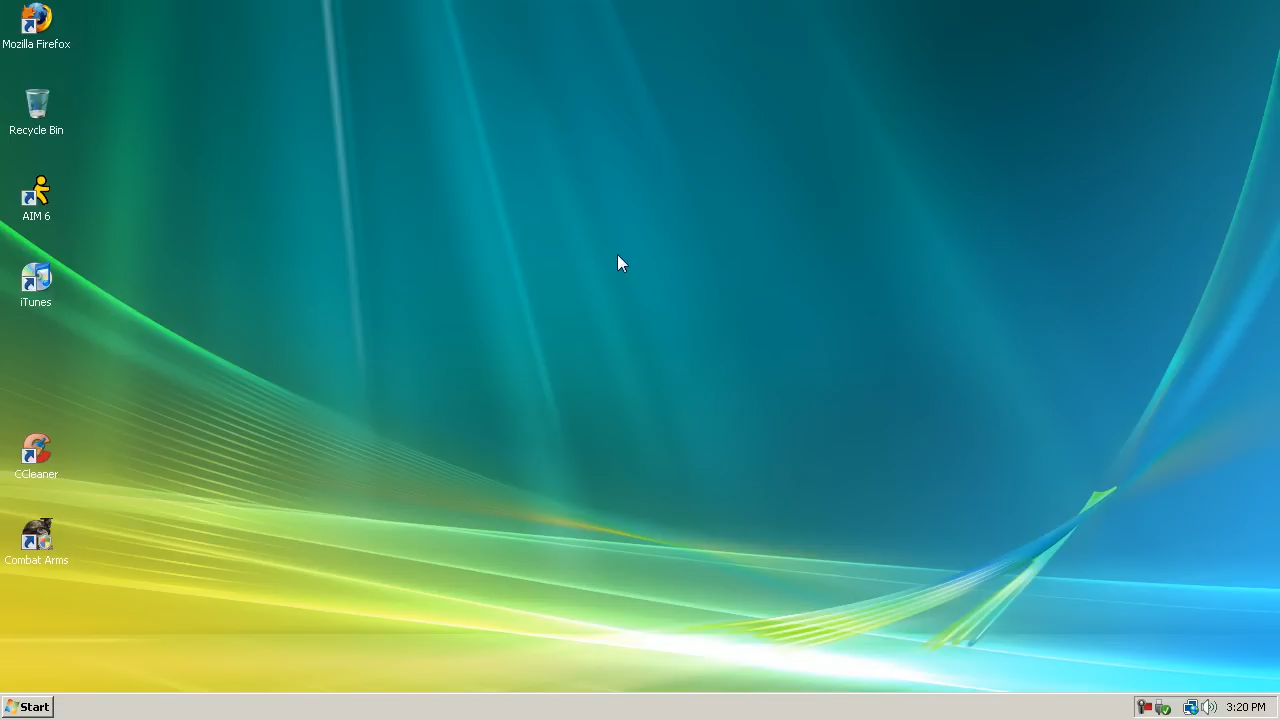 Mozilla Firefox
Recycle Bin
AIM 6
iTunes
CCleaner
Combat Arms
Start
3:20 PM